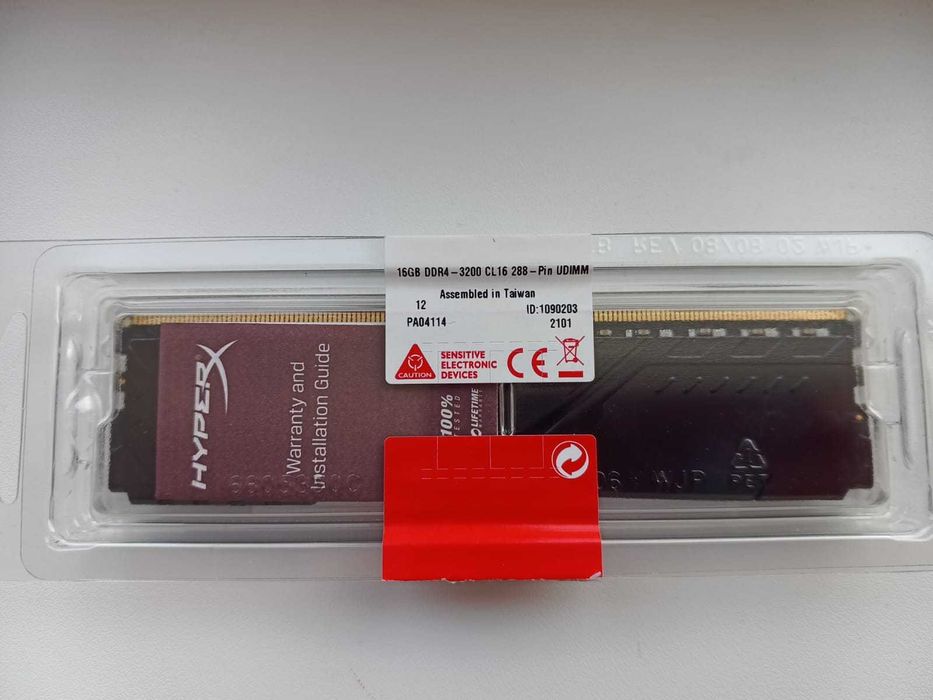 16GB DDR4-3200 CL16 288-Pin UDIMM
Assembled in Taiwan
12 ID:1090203
PA04114 2101
CAUTION
SENSITIVE
ELECTRONIC
DEVICES
CE
HYPERX
Warranty and
Installation Guide
100%
TESTED
LIFETIME
WJP
PET